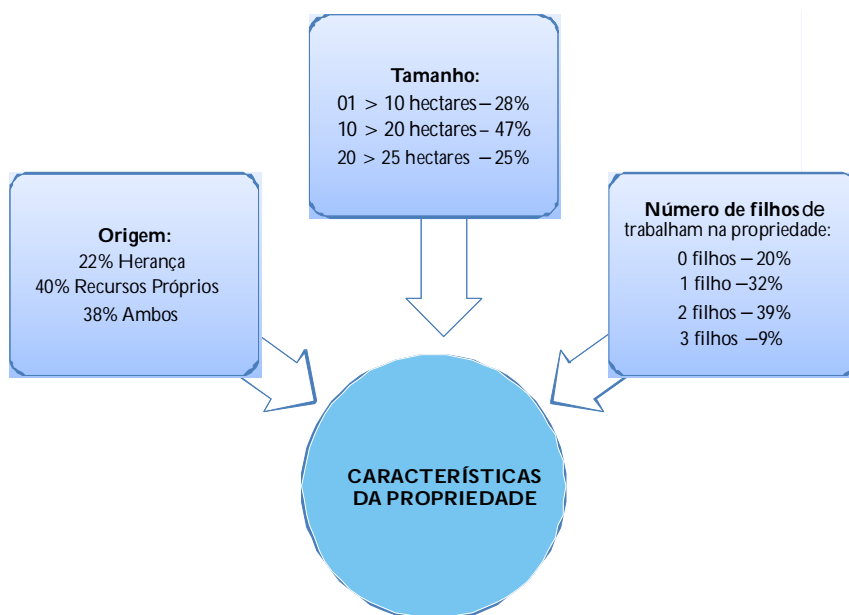 Tamanho:
01 > 10 hectares – 28%
10 > 20 hectares – 47%
20 > 25 hectares – 25%
Origem:
22% Herança
40% Recursos Próprios
38% Ambos
Número de filhos de
trabalham na propriedade:
0 filhos – 20%
1 filho – 32%
2 filhos – 39%
3 filhos – 9%
CARACTERÍSTICAS
DA PROPRIEDADE